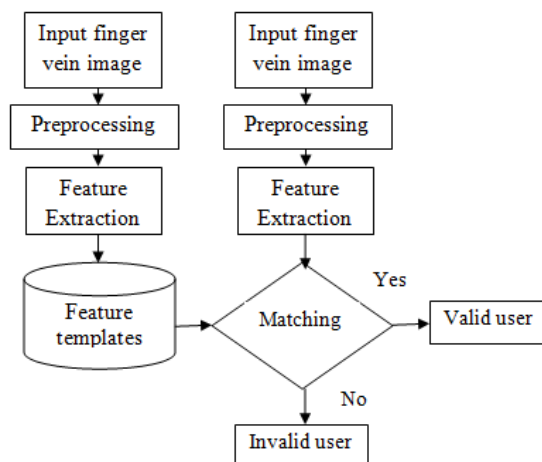 Input finger
vein image
Preprocessing
Feature
Extraction
Feature
templates
Input finger
vein image
Preprocessing
Feature
Extraction
Matching
Yes
Valid user
No
Invalid user